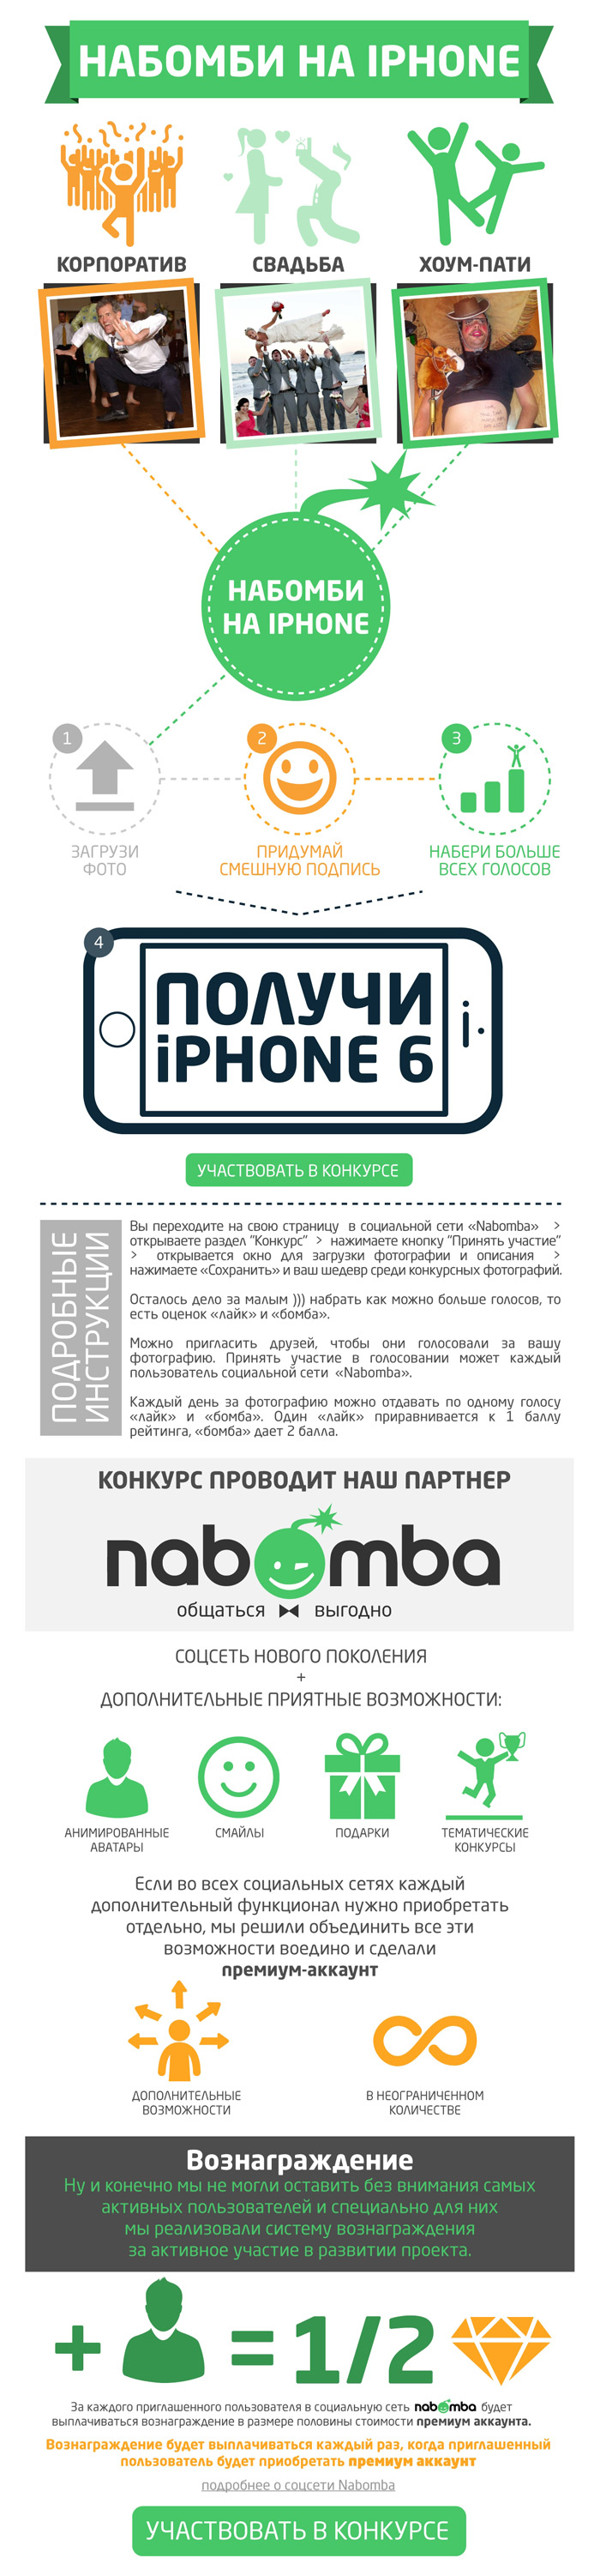 НАБОМБИ НА IPHONE
КОРПОРАТИВ
СВАДЬБА
ХОУМ-ПАТИ
НАБОМБИ
НА IPHONE
1
2
3
ЗАГРУЗИ
ФОТО
ПРИДУМАЙ
СМЕШНУЮ ПОДПИСЬ
НАБЕРИ БОЛЬШЕ
ВСЕХ ГОЛОСОВ
4
ПОЛУЧИ
iPHONE 6
УЧАСТВОВАТЬ В КОНКУРСЕ
ПОДРОБНЫЕ
ИНСТРУКЦИИ
Вы переходите на свою страницу в социальной сети «Nabomba» >
открываете раздел "Конкурс" > нажимаете кнопку "Принять участие"
> открывается окно для загрузки фотографии и описания >
нажимаете «Сохранить» и ваш шедевр среди конкурсных фотографий.
Осталось дело за малым ))) набрать как можно больше голосов, то
есть оценок «лайк» и «бомба».
Можно пригласить друзей, чтобы они голосовали за вашу
фотографию. Принять участие в голосовании может каждый
пользователь социальной сети «Nabomba».
Каждый день за фотографию можно отдавать по одному голосу
«лайк» и «бомба». Один «лайк» приравнивается к 1 баллу
рейтинга, «бомба» дает 2 балла.
КОНКУРС ПРОВОДИТ НАШ ПАРТНЕР
nabomba
общаться выгодно
СОЦСЕТЬ НОВОГО ПОКОЛЕНИЯ
+
ДОПОЛНИТЕЛЬНЫЕ ПРИЯТНЫЕ ВОЗМОЖНОСТИ:
АНИМИРОВАННЫЕ
АВАТАРЫ
СМАЙЛЫ
ПОДАРКИ
ТЕМАТИЧЕСКИЕ
КОНКУРСЫ
Если во всех социальных сетях каждый
дополнительный функционал нужно приобретать
отдельно, мы решили объединить все эти
возможности воедино и сделали
премиум-аккаунт
ДОПОЛНИТЕЛЬНЫЕ
ВОЗМОЖНОСТИ
В НЕОГРАНИЧЕННОМ
КОЛИЧЕСТВЕ
Вознаграждение
Ну и конечно мы не могли оставить без внимания самых
активных пользователей и специально для них
мы реализовали систему вознаграждения
за активное участие в развитии проекта.
+ = 1/2
За каждого приглашенного пользователя в социальную сеть nabomba будет
выплачиваться вознаграждение в размере половины стоимости премиум аккаунта.
Вознаграждение будет выплачиваться каждый раз, когда приглашенный
пользователь будет приобретать премиум аккаунт
подробнее о соцсети Nabomba
УЧАСТВОВАТЬ В КОНКУРСЕ